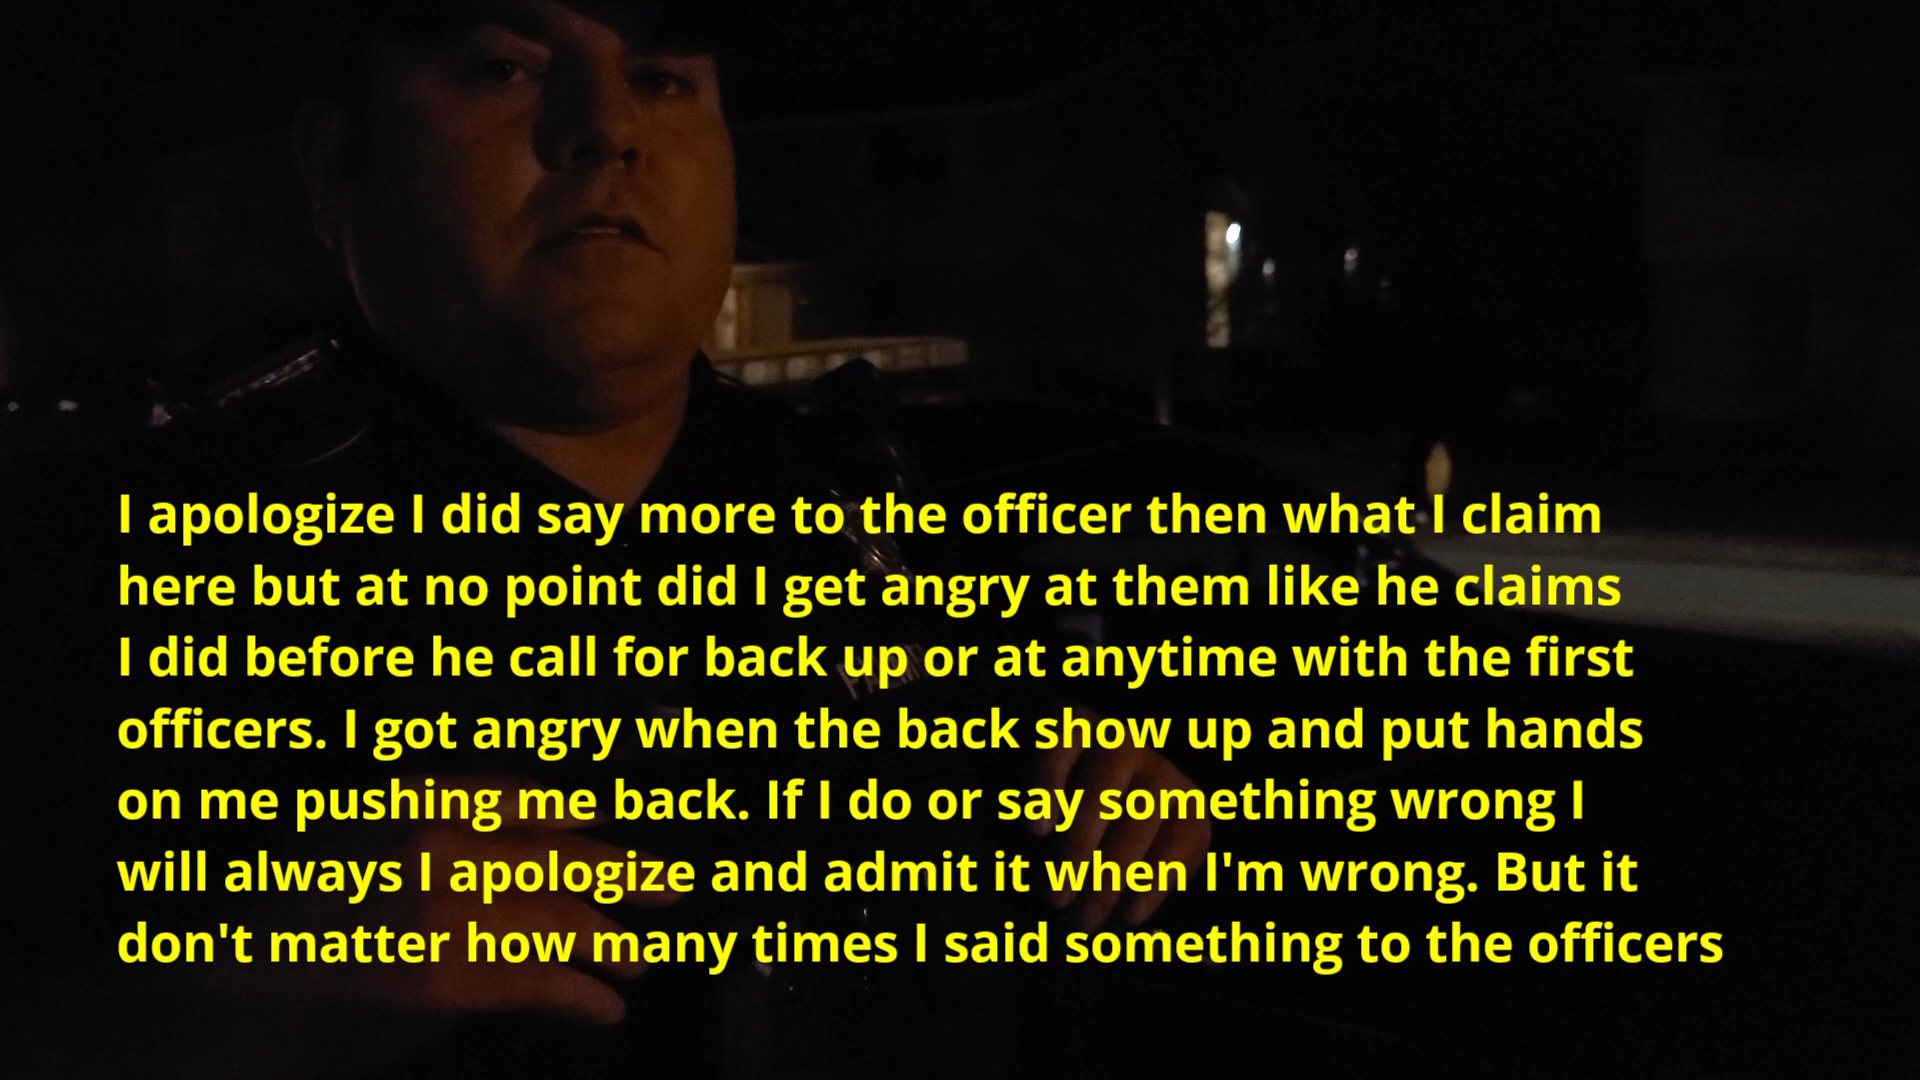 I apologize I did say more to the officer then what I claim
here but at no point did I get angry at them like he claims
I did before he call for back up or at anytime with the first
officers. I got angry when the back show up and put hands
on me pushing me back. If I do or say something wrong I
will always I apologize and admit it when I'm wrong. But it
don't matter how many times I said something to the officers